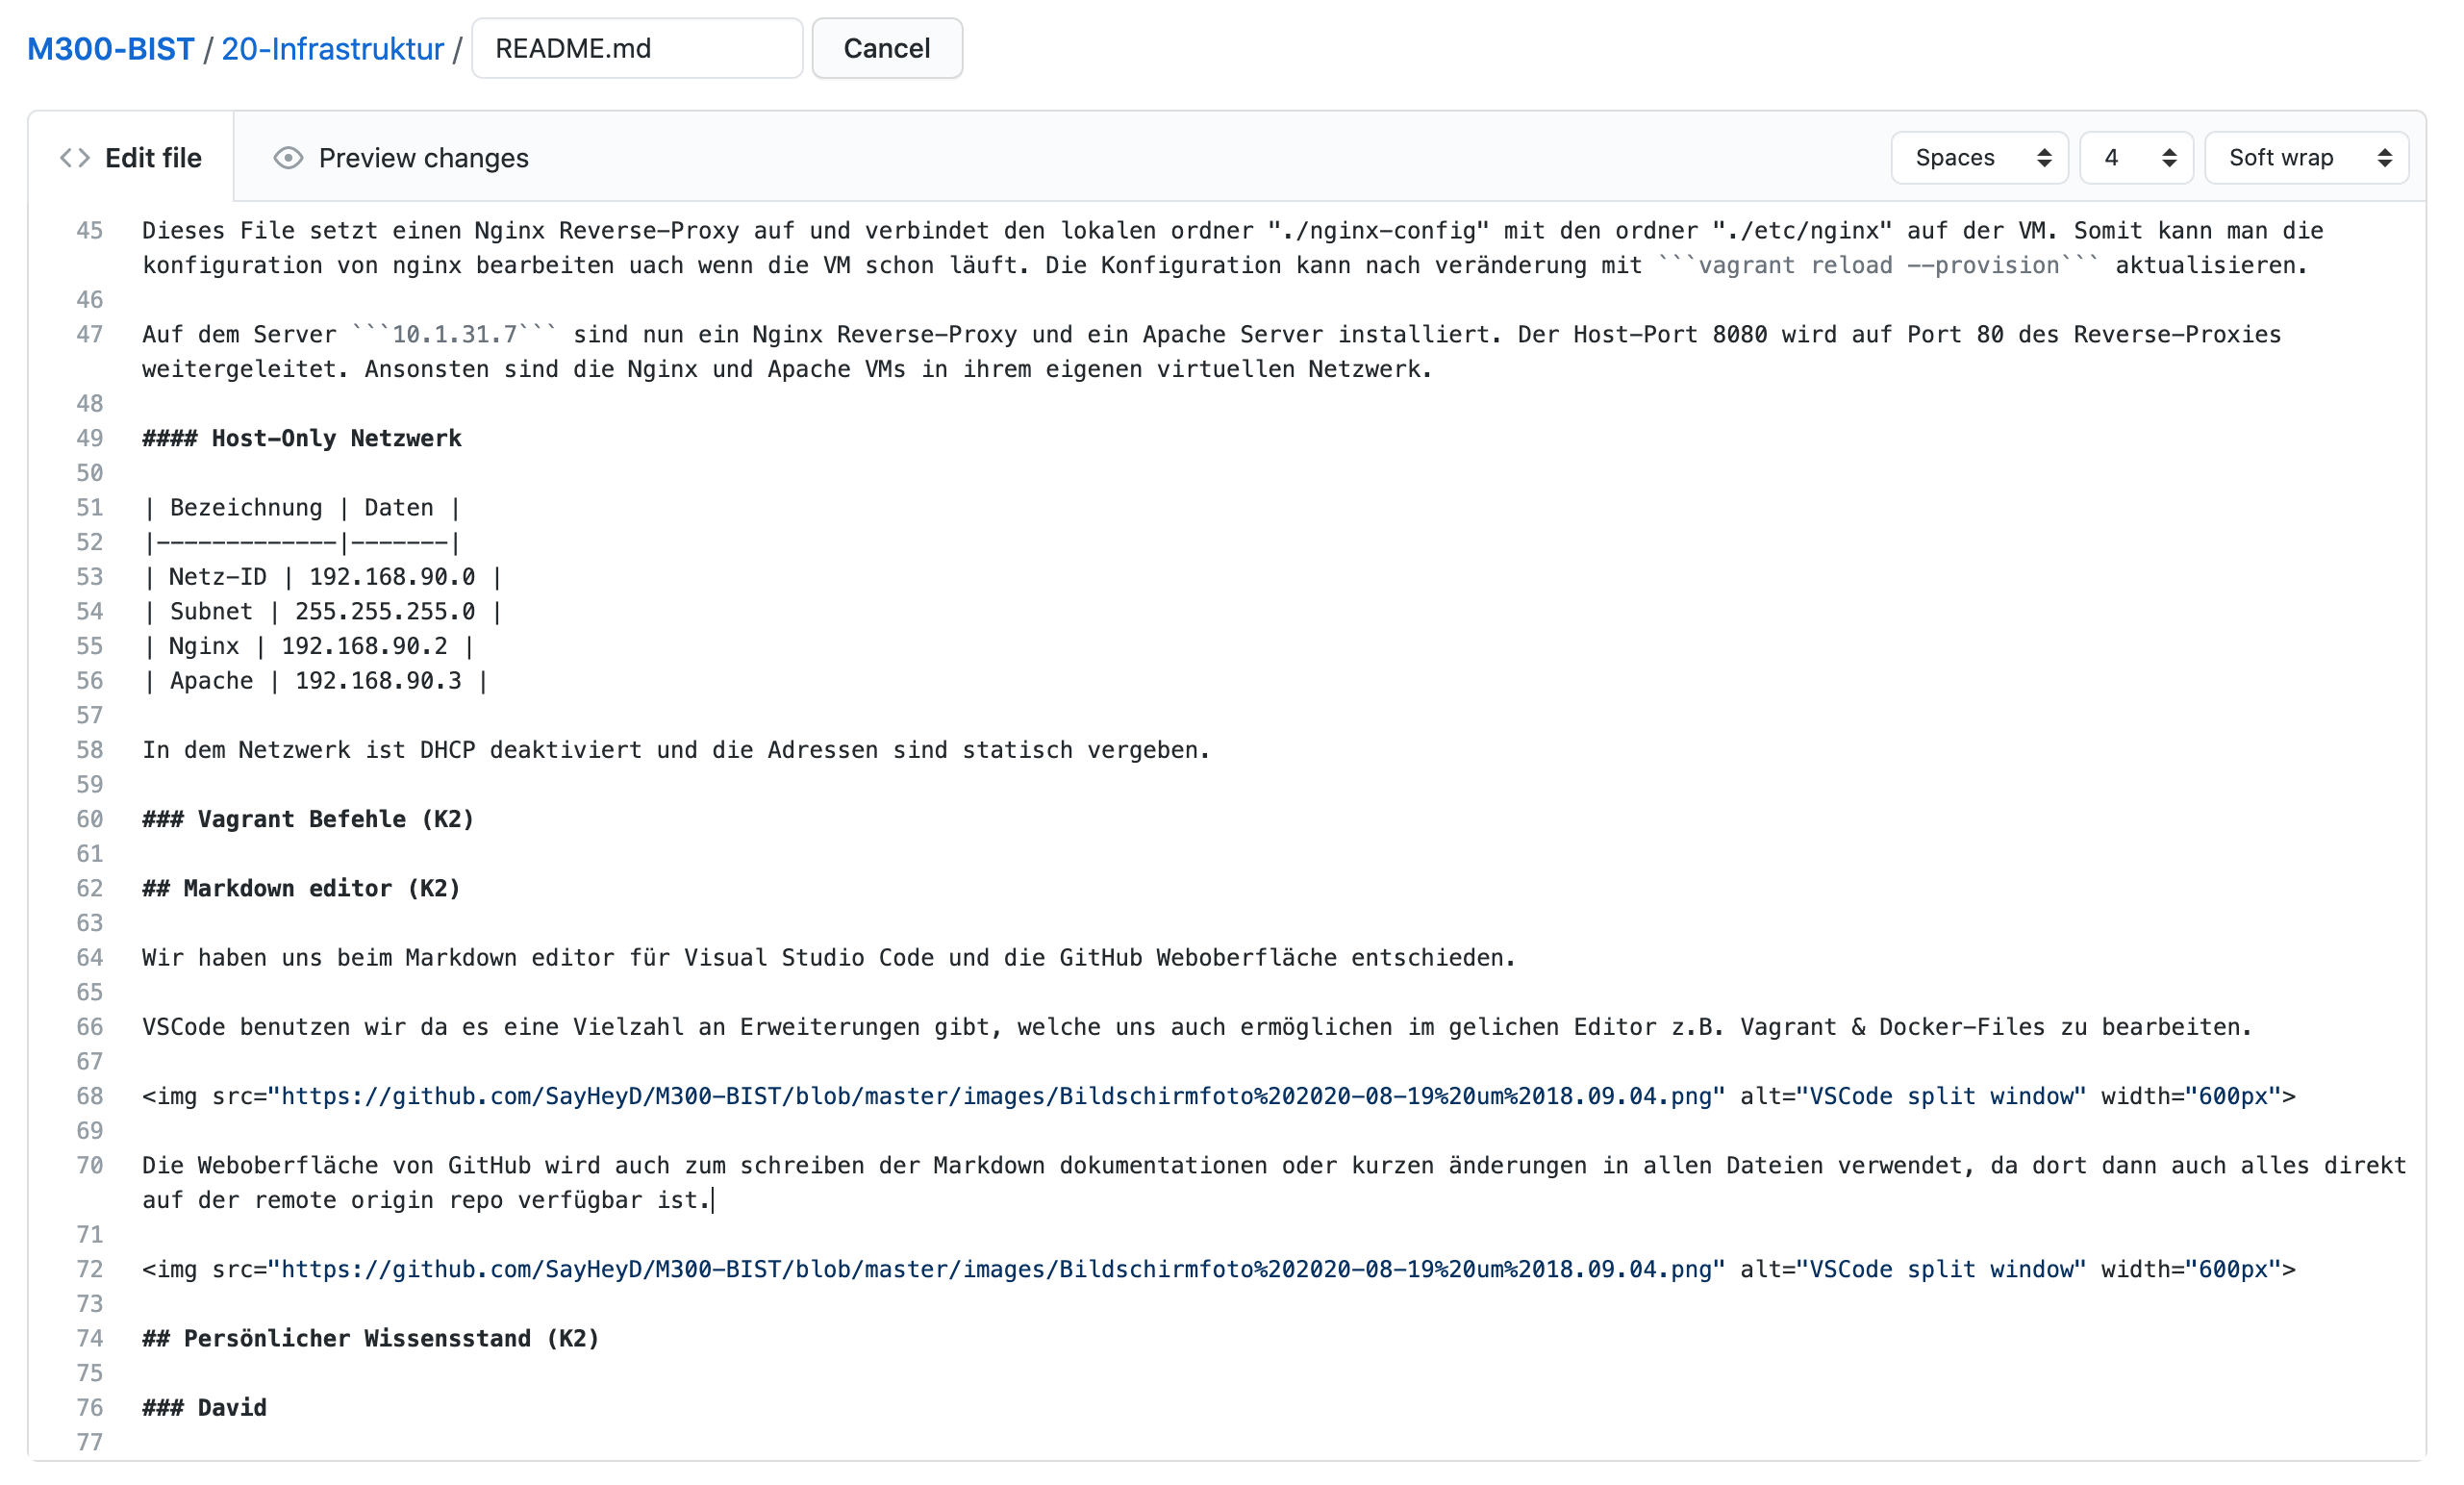 M300-BIST / 20-Infrastruktur / README.md Cancel
<> Edit file Preview changes Spaces 4 Soft wrap
45 Dieses File setzt einen Nginx Reverse-Proxy auf und verbindet den lokalen ordner "./nginx-config" mit den ordner "./etc/nginx" auf der VM. Somit kann man die
konfiguration von nginx bearbeiten uach wenn die VM schon läuft. Die Konfiguration kann nach veränderung mit ```vagrant reload --provision``` aktualisieren.
46
47 Auf dem Server ```10.1.31.7``` sind nun ein Nginx Reverse-Proxy und ein Apache Server installiert. Der Host-Port 8080 wird auf Port 80 des Reverse-Proxies
weitergeleitet. Ansonsten sind die Nginx und Apache VMs in ihrem eigenen virtuellen Netzwerk.
48
49 #### Host-Only Netzwerk
50
51 | Bezeichnung | Daten |
52 |-------------|-------|
53 | Netz-ID | 192.168.90.0 |
54 | Subnet | 255.255.255.0 |
55 | Nginx | 192.168.90.2 |
56 | Apache | 192.168.90.3 |
57
58 In dem Netzwerk ist DHCP deaktiviert und die Adressen sind statisch vergeben.
59
60 ### Vagrant Befehle (K2)
61
62 ## Markdown editor (K2)
63
64 Wir haben uns beim Markdown editor für Visual Studio Code und die GitHub Weboberfläche entschieden.
65
66 VSCode benutzen wir da es eine Vielzahl an Erweiterungen gibt, welche uns auch ermöglichen im gelichen Editor z.B. Vagrant & Docker-Files zu bearbeiten.
67
68 <img src="https://github.com/SayHeyD/M300-BIST/blob/master/images/Bildschirmfoto%202020-08-19%20um%2018.09.04.png" alt="VSCode split window" width="600px">
69
70 Die Weboberfläche von GitHub wird auch zum schreiben der Markdown dokumentationen oder kurzen änderungen in allen Dateien verwendet, da dort dann auch alles direkt
auf der remote origin repo verfügbar ist.
71
72 <img src="https://github.com/SayHeyD/M300-BIST/blob/master/images/Bildschirmfoto%202020-08-19%20um%2018.09.04.png" alt="VSCode split window" width="600px">
73
74 ## Persönlicher Wissensstand (K2)
75
76 ### David
77